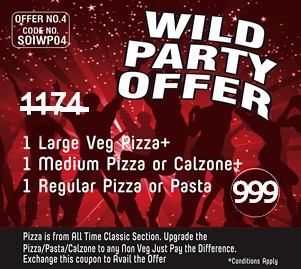 OFFER NO.4
CODE NO.
SOIWP04
WILD
PARTY
OFFER
1174
1 Large Veg Pizza+
1 Medium Pizza or Calzone+
1 Regular Pizza or Pasta
999
Pizza is from All Time Classic Section. Upgrade the
Pizza/Pasta/Calzone to any Non Veg Just Pay the Difference.
Exchange this coupon to Avail the Offer
*Conditions Apply